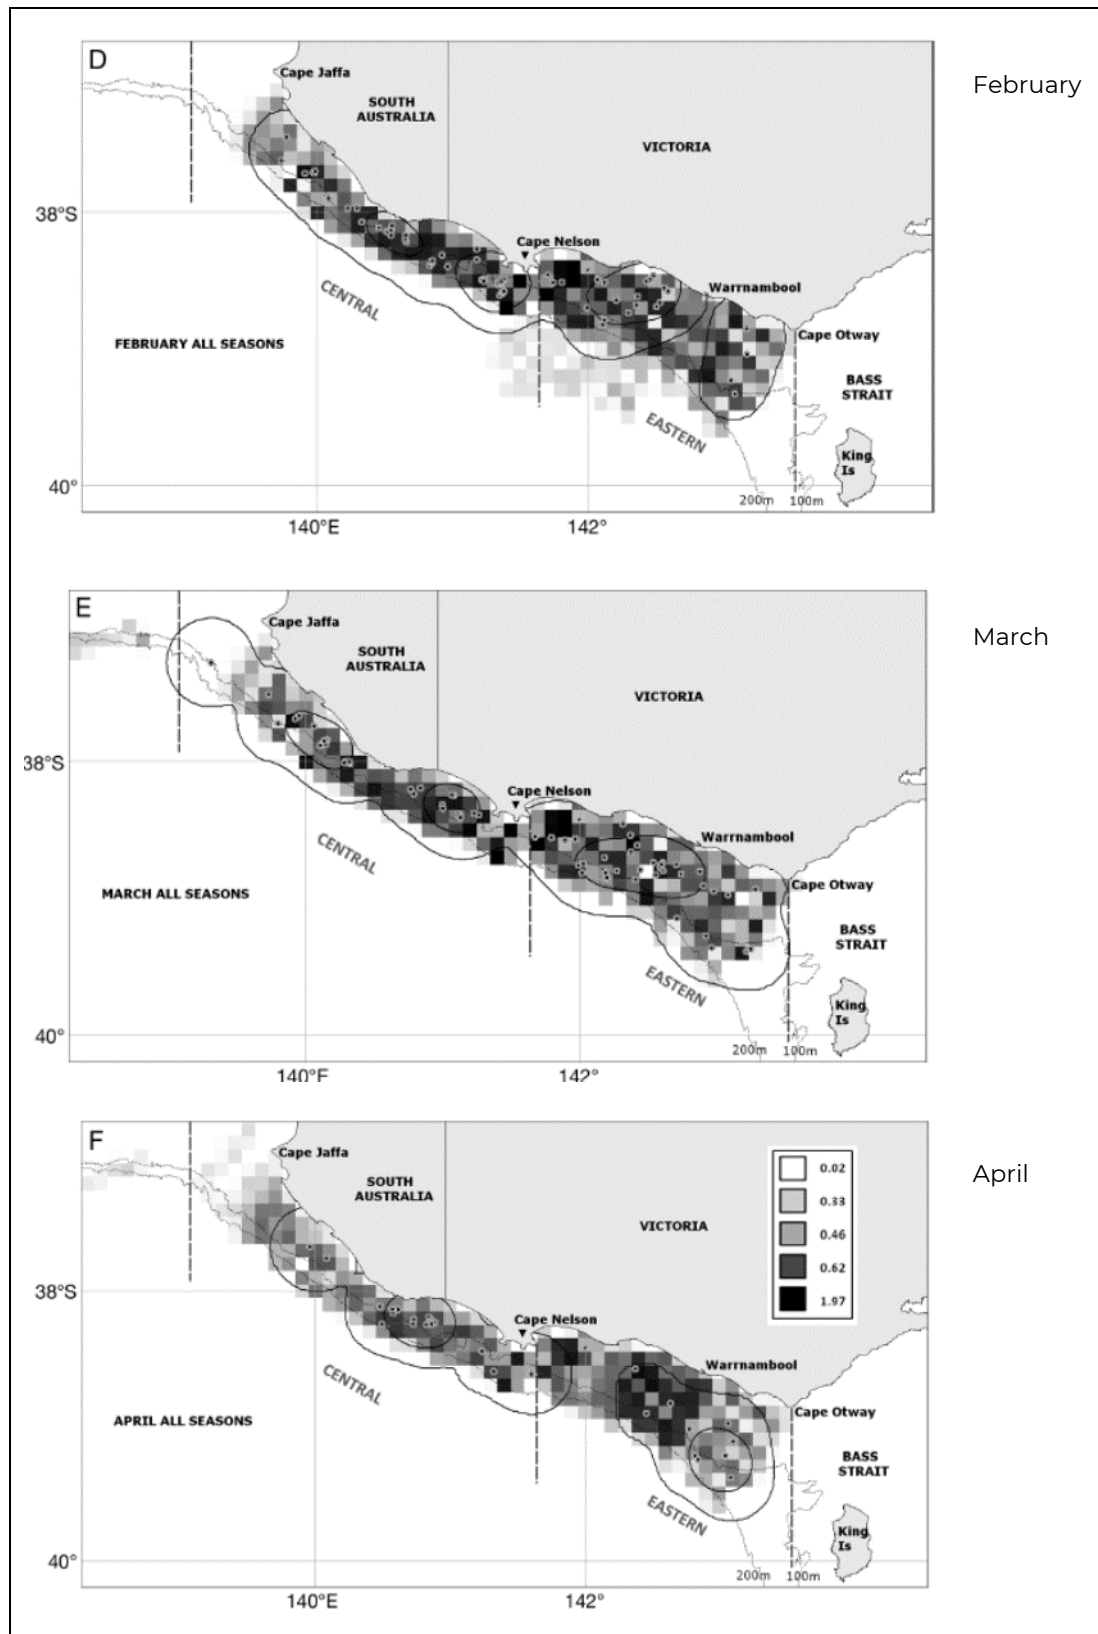 D
February
Cape Jaffa
SOUTH
AUSTRALIA
VICTORIA
38°S
Cape Nelson
CENTRAL
Warrnambool
Cape Otway
FEBRUARY ALL SEASONS
BASS
STRAIT
EASTERN
King
Is
40°
200m 100m
140°E 142°
E
March
Cape Jaffa
SOUTH
AUSTRALIA
VICTORIA
38°S
Cape Nelson
Warrnambool
CENTRAL
Cape Otway
MARCH ALL SEASONS
BASS
STRAIT
EASTERN
King
Is
40°
200m 100m
140°E 142°
F
April
Cape Jaffa
0.02
SOUTH
AUSTRALIA
0.33
VICTORIA
0.46
0.62
38°S
1.97
Cape Nelson
Warrnambool
CENTRAL
Cape Otway
APRIL ALL SEASONS
BASS
STRAIT
EASTERN
King
Is
40°
200m 100m
140°E 142°